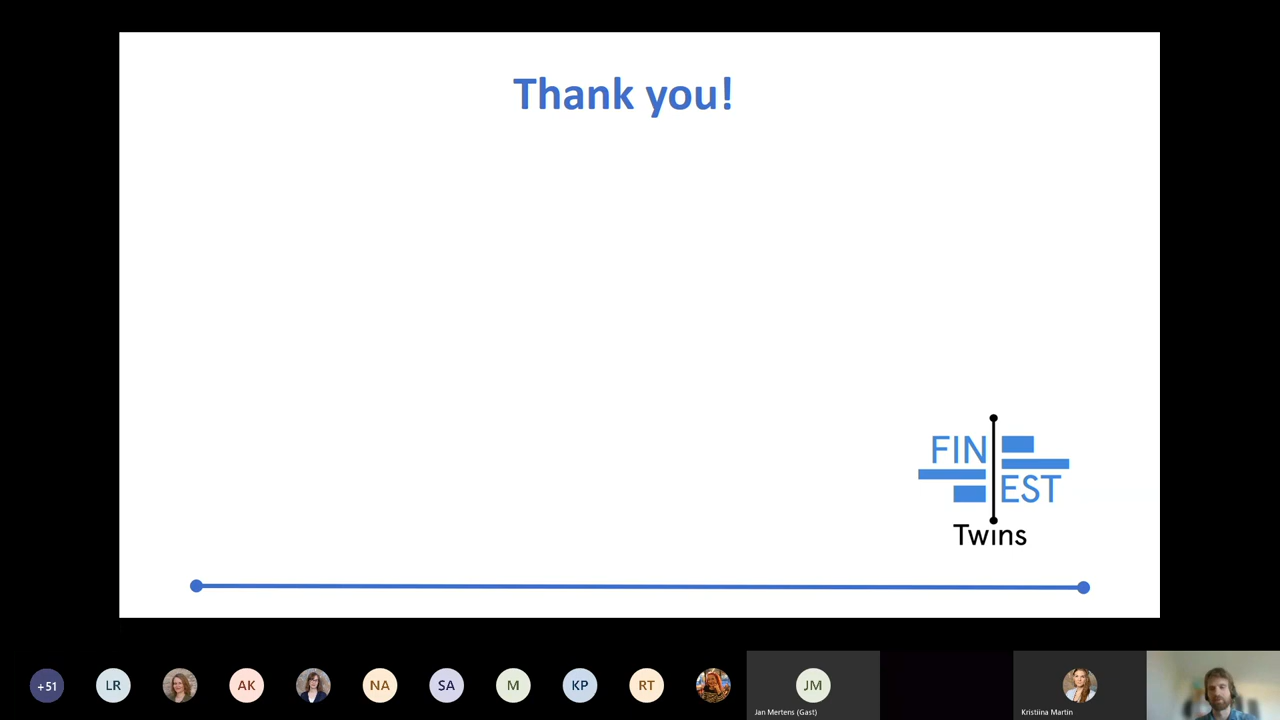 Thank you!
FIN
EST
Twins
+51
LR
AK
NA
SA
M
KP
RT
JM
Jan Mertens (Gast)
Kristiina Martin